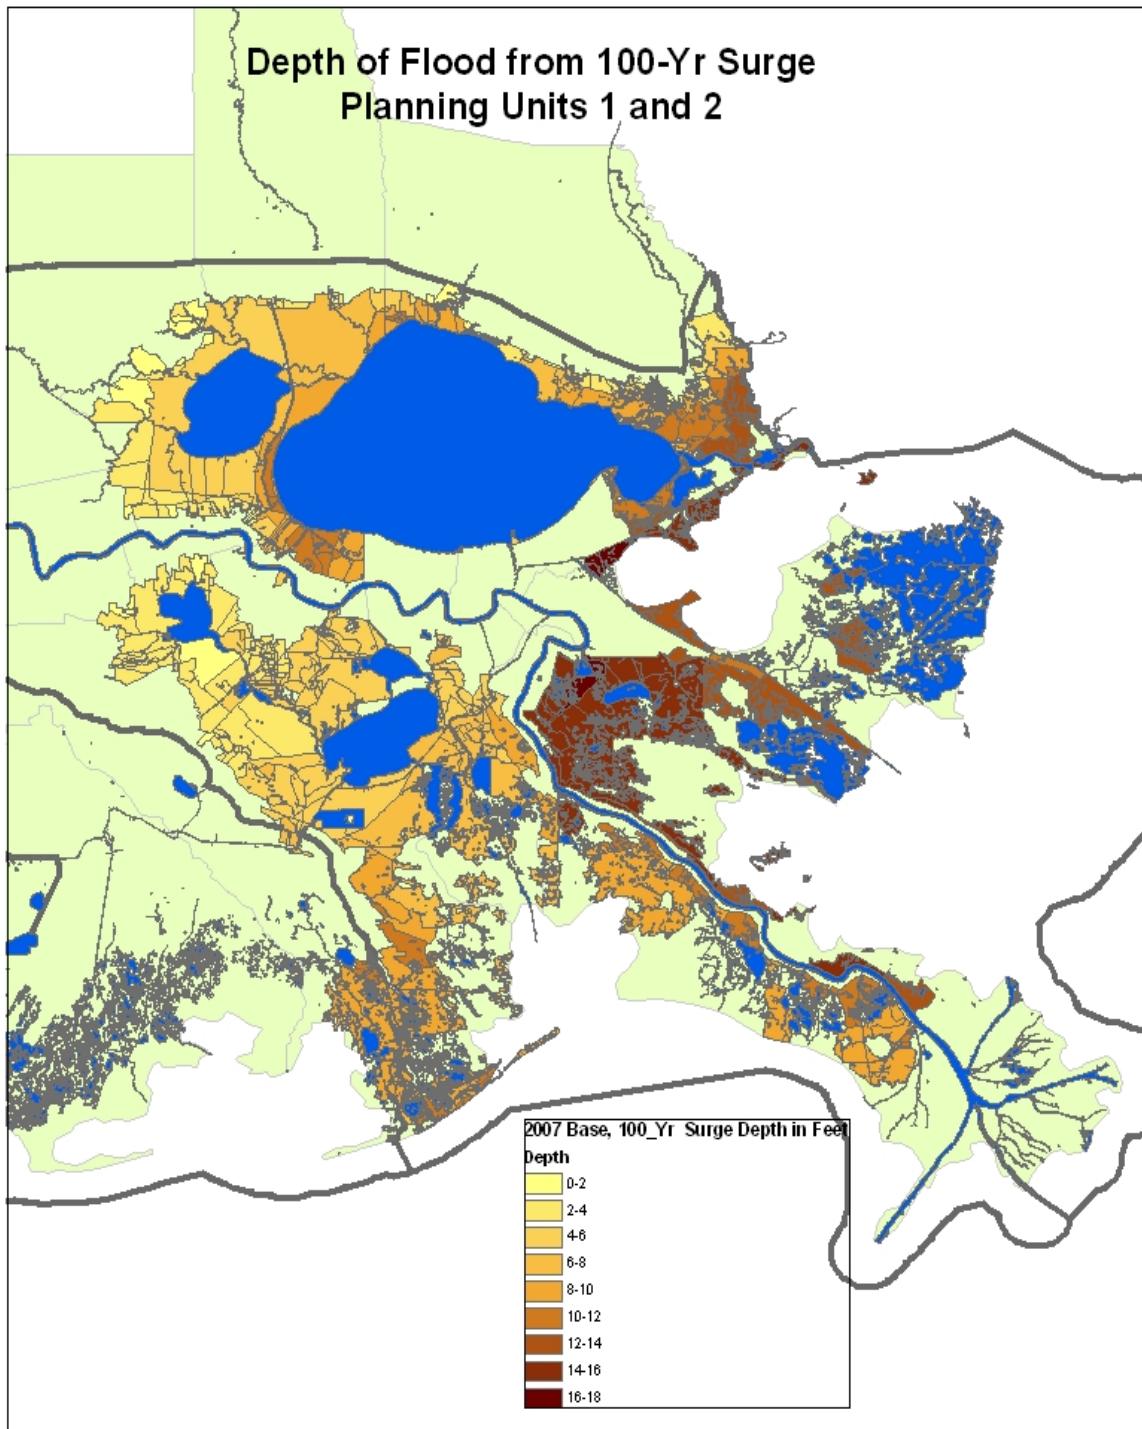 Depth of Flood from 100-Yr Surge
Planning Units 1 and 2
2007 Base, 100_Yr Surge Depth in Feet
Depth
0-2
2-4
4-6
6-8
8-10
10-12
12-14
14-16
16-18